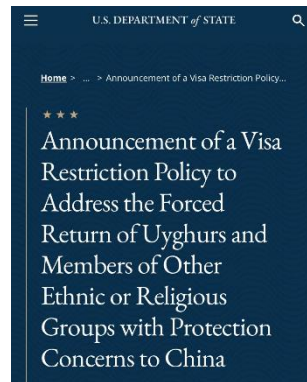 U.S. DEPARTMENT of STATE
Home > ... > Announcement of a Visa Restriction Policy...
Announcement of a Visa
Restriction Policy to
Address the Forced
Return of Uyghurs and
Members of Other
Ethnic or Religious
Groups with Protection
Concerns to China